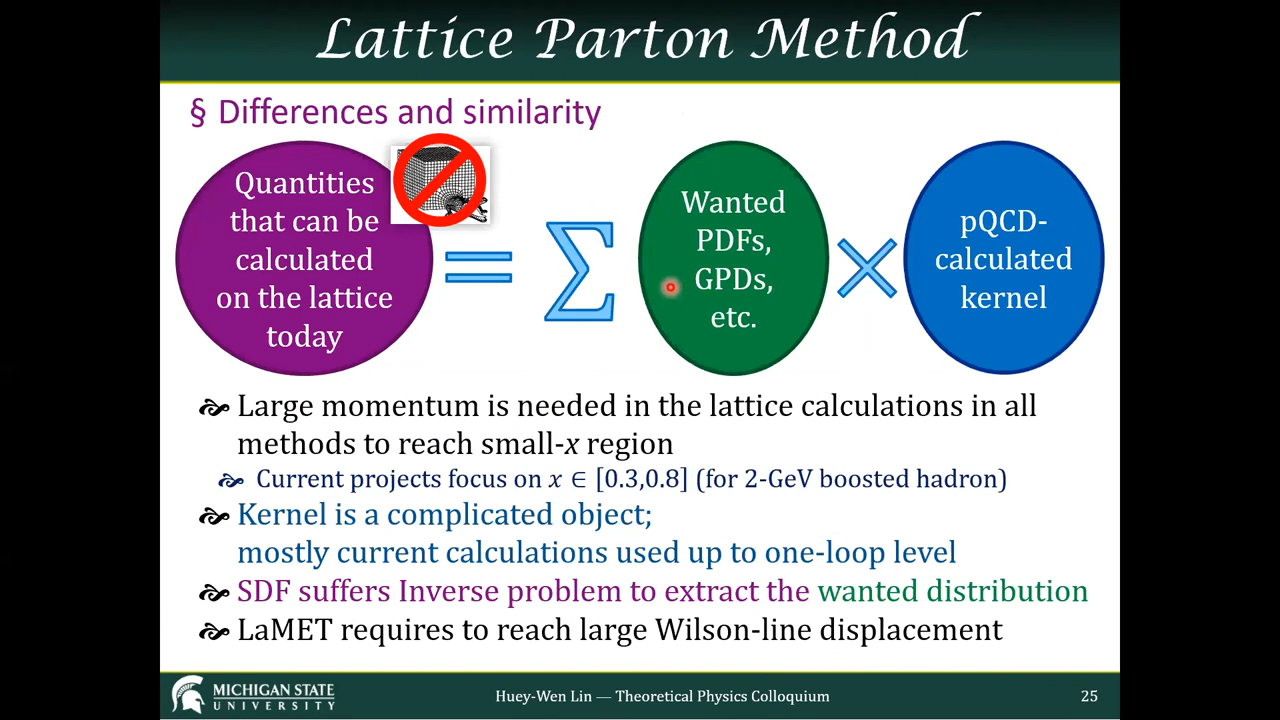 Lattice Parton Method
§ Differences and similarity
Quantities
that can be
calculated
on the lattice
today
=
Σ
Wanted
PDFs,
GPDs,
etc.
×
pQCD-
calculated
kernel
Large momentum is needed in the lattice calculations in all
methods to reach small-x region
Current projects focus on x ∈ [0.3,0.8] (for 2-GeV boosted hadron)
Kernel is a complicated object;
mostly current calculations used up to one-loop level
SDF suffers Inverse problem to extract the wanted distribution
LaMET requires to reach large Wilson-line displacement
MICHIGAN STATE
UNIVERSITY
Huey-Wen Lin — Theoretical Physics Colloquium
25